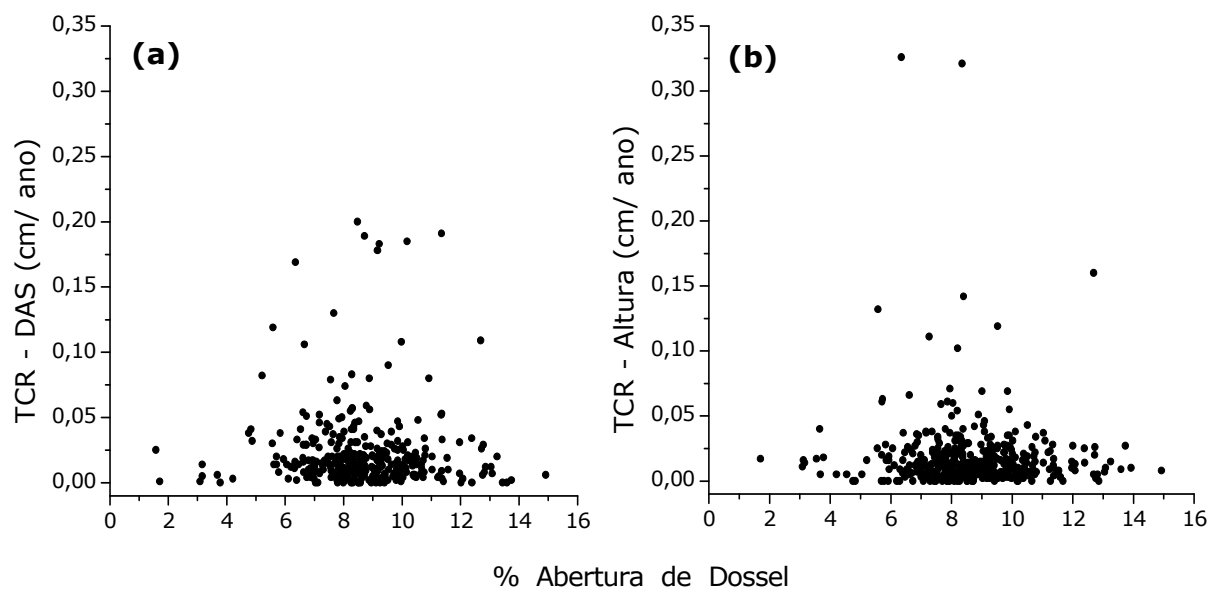 (a)
TCR - DAS (cm/ ano)
0,35
0,30
0,25
0,20
0,15
0,10
0,05
0,00
0 2 4 6 8 10 12 14 16
(b)
TCR - Altura (cm/ ano)
0,35
0,30
0,25
0,20
0,15
0,10
0,05
0,00
0 2 4 6 8 10 12 14 16
% Abertura de Dossel